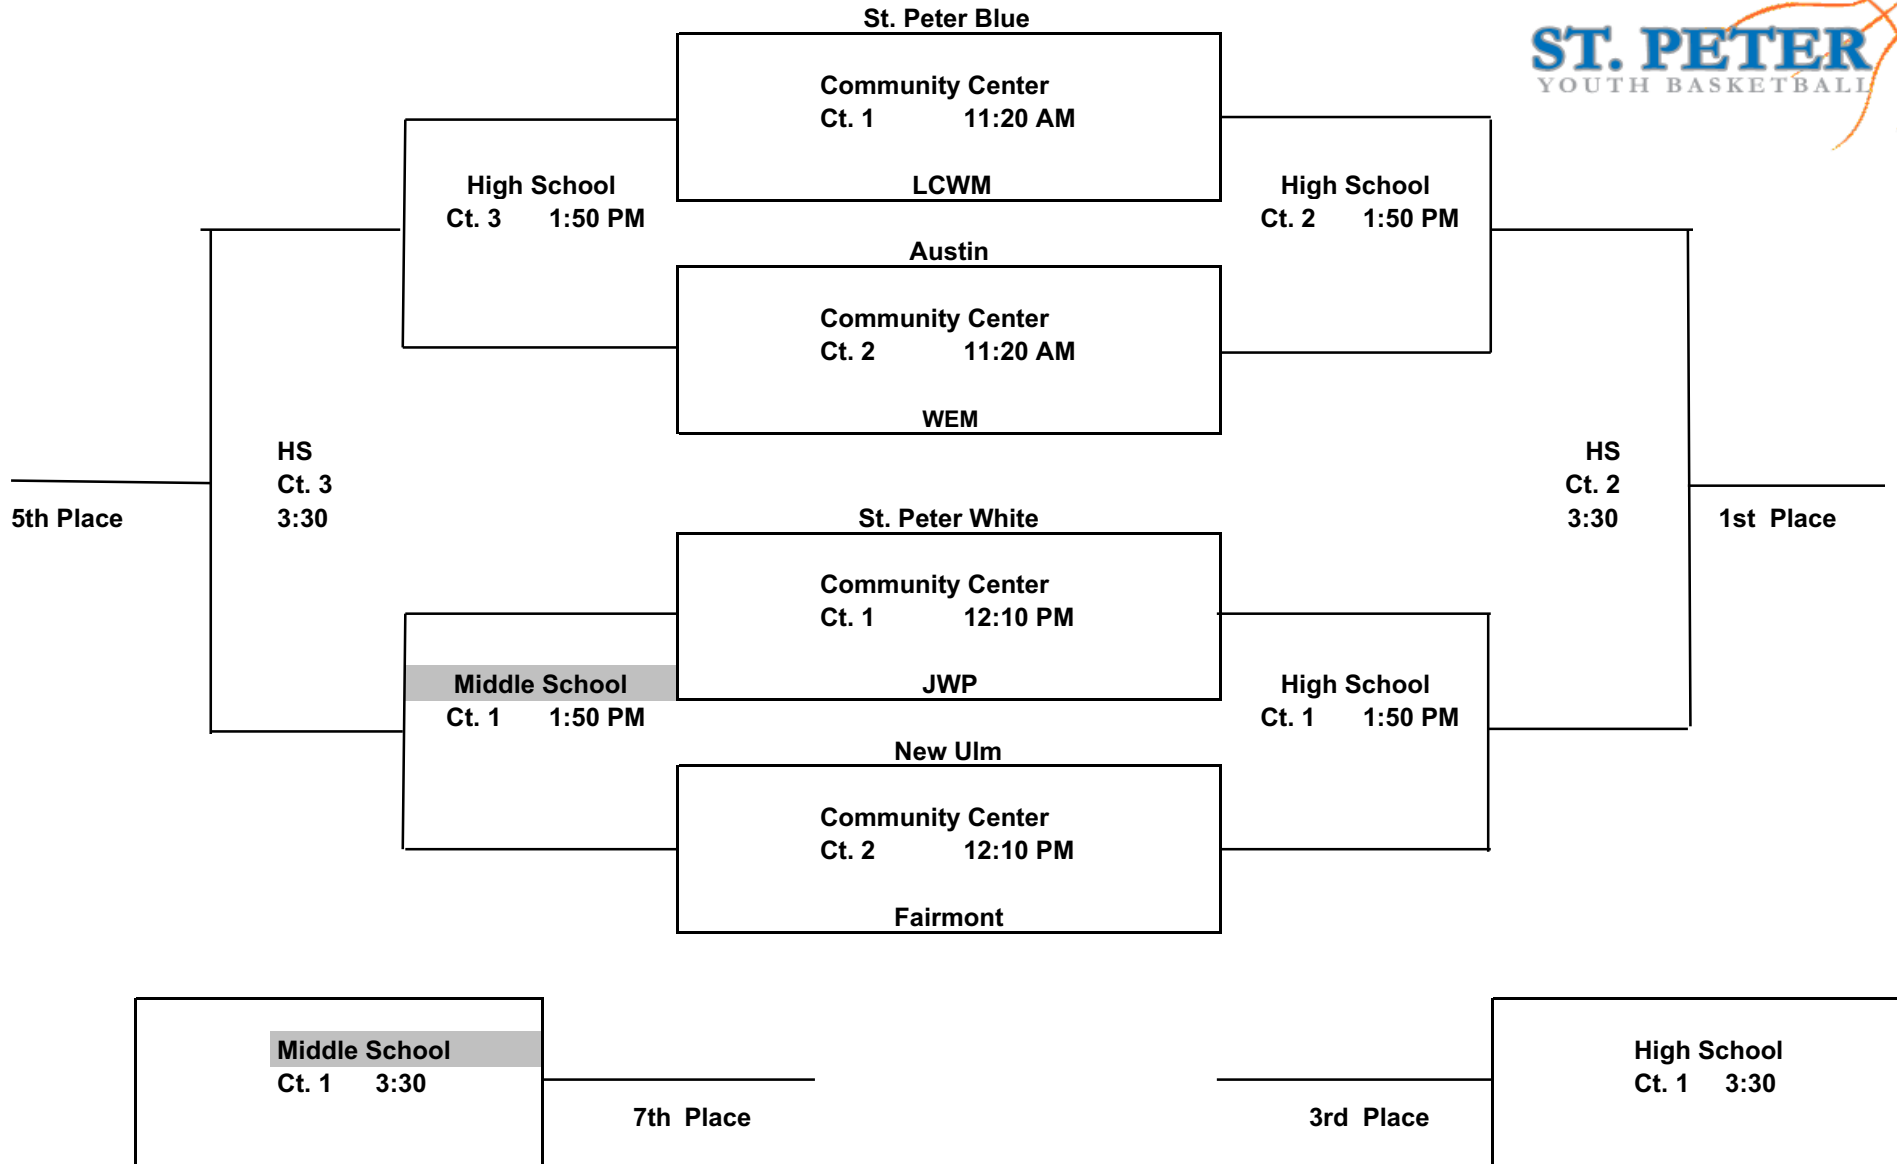 St. Peter Blue
ST. PETER
YOUTH BASKETBALL
Community Center
Ct. 1 11:20 AM
LCWM
High School
Ct. 3 1:50 PM
High School
Ct. 2 1:50 PM
Austin
Community Center
Ct. 2 11:20 AM
WEM
HS
Ct. 3
3:30
5th Place
HS
Ct. 2
3:30
1st Place
St. Peter White
Community Center
Ct. 1 12:10 PM
JWP
Middle School
Ct. 1 1:50 PM
High School
Ct. 1 1:50 PM
New Ulm
Community Center
Ct. 2 12:10 PM
Fairmont
Middle School
Ct. 1 3:30
7th Place
High School
Ct. 1 3:30
3rd Place